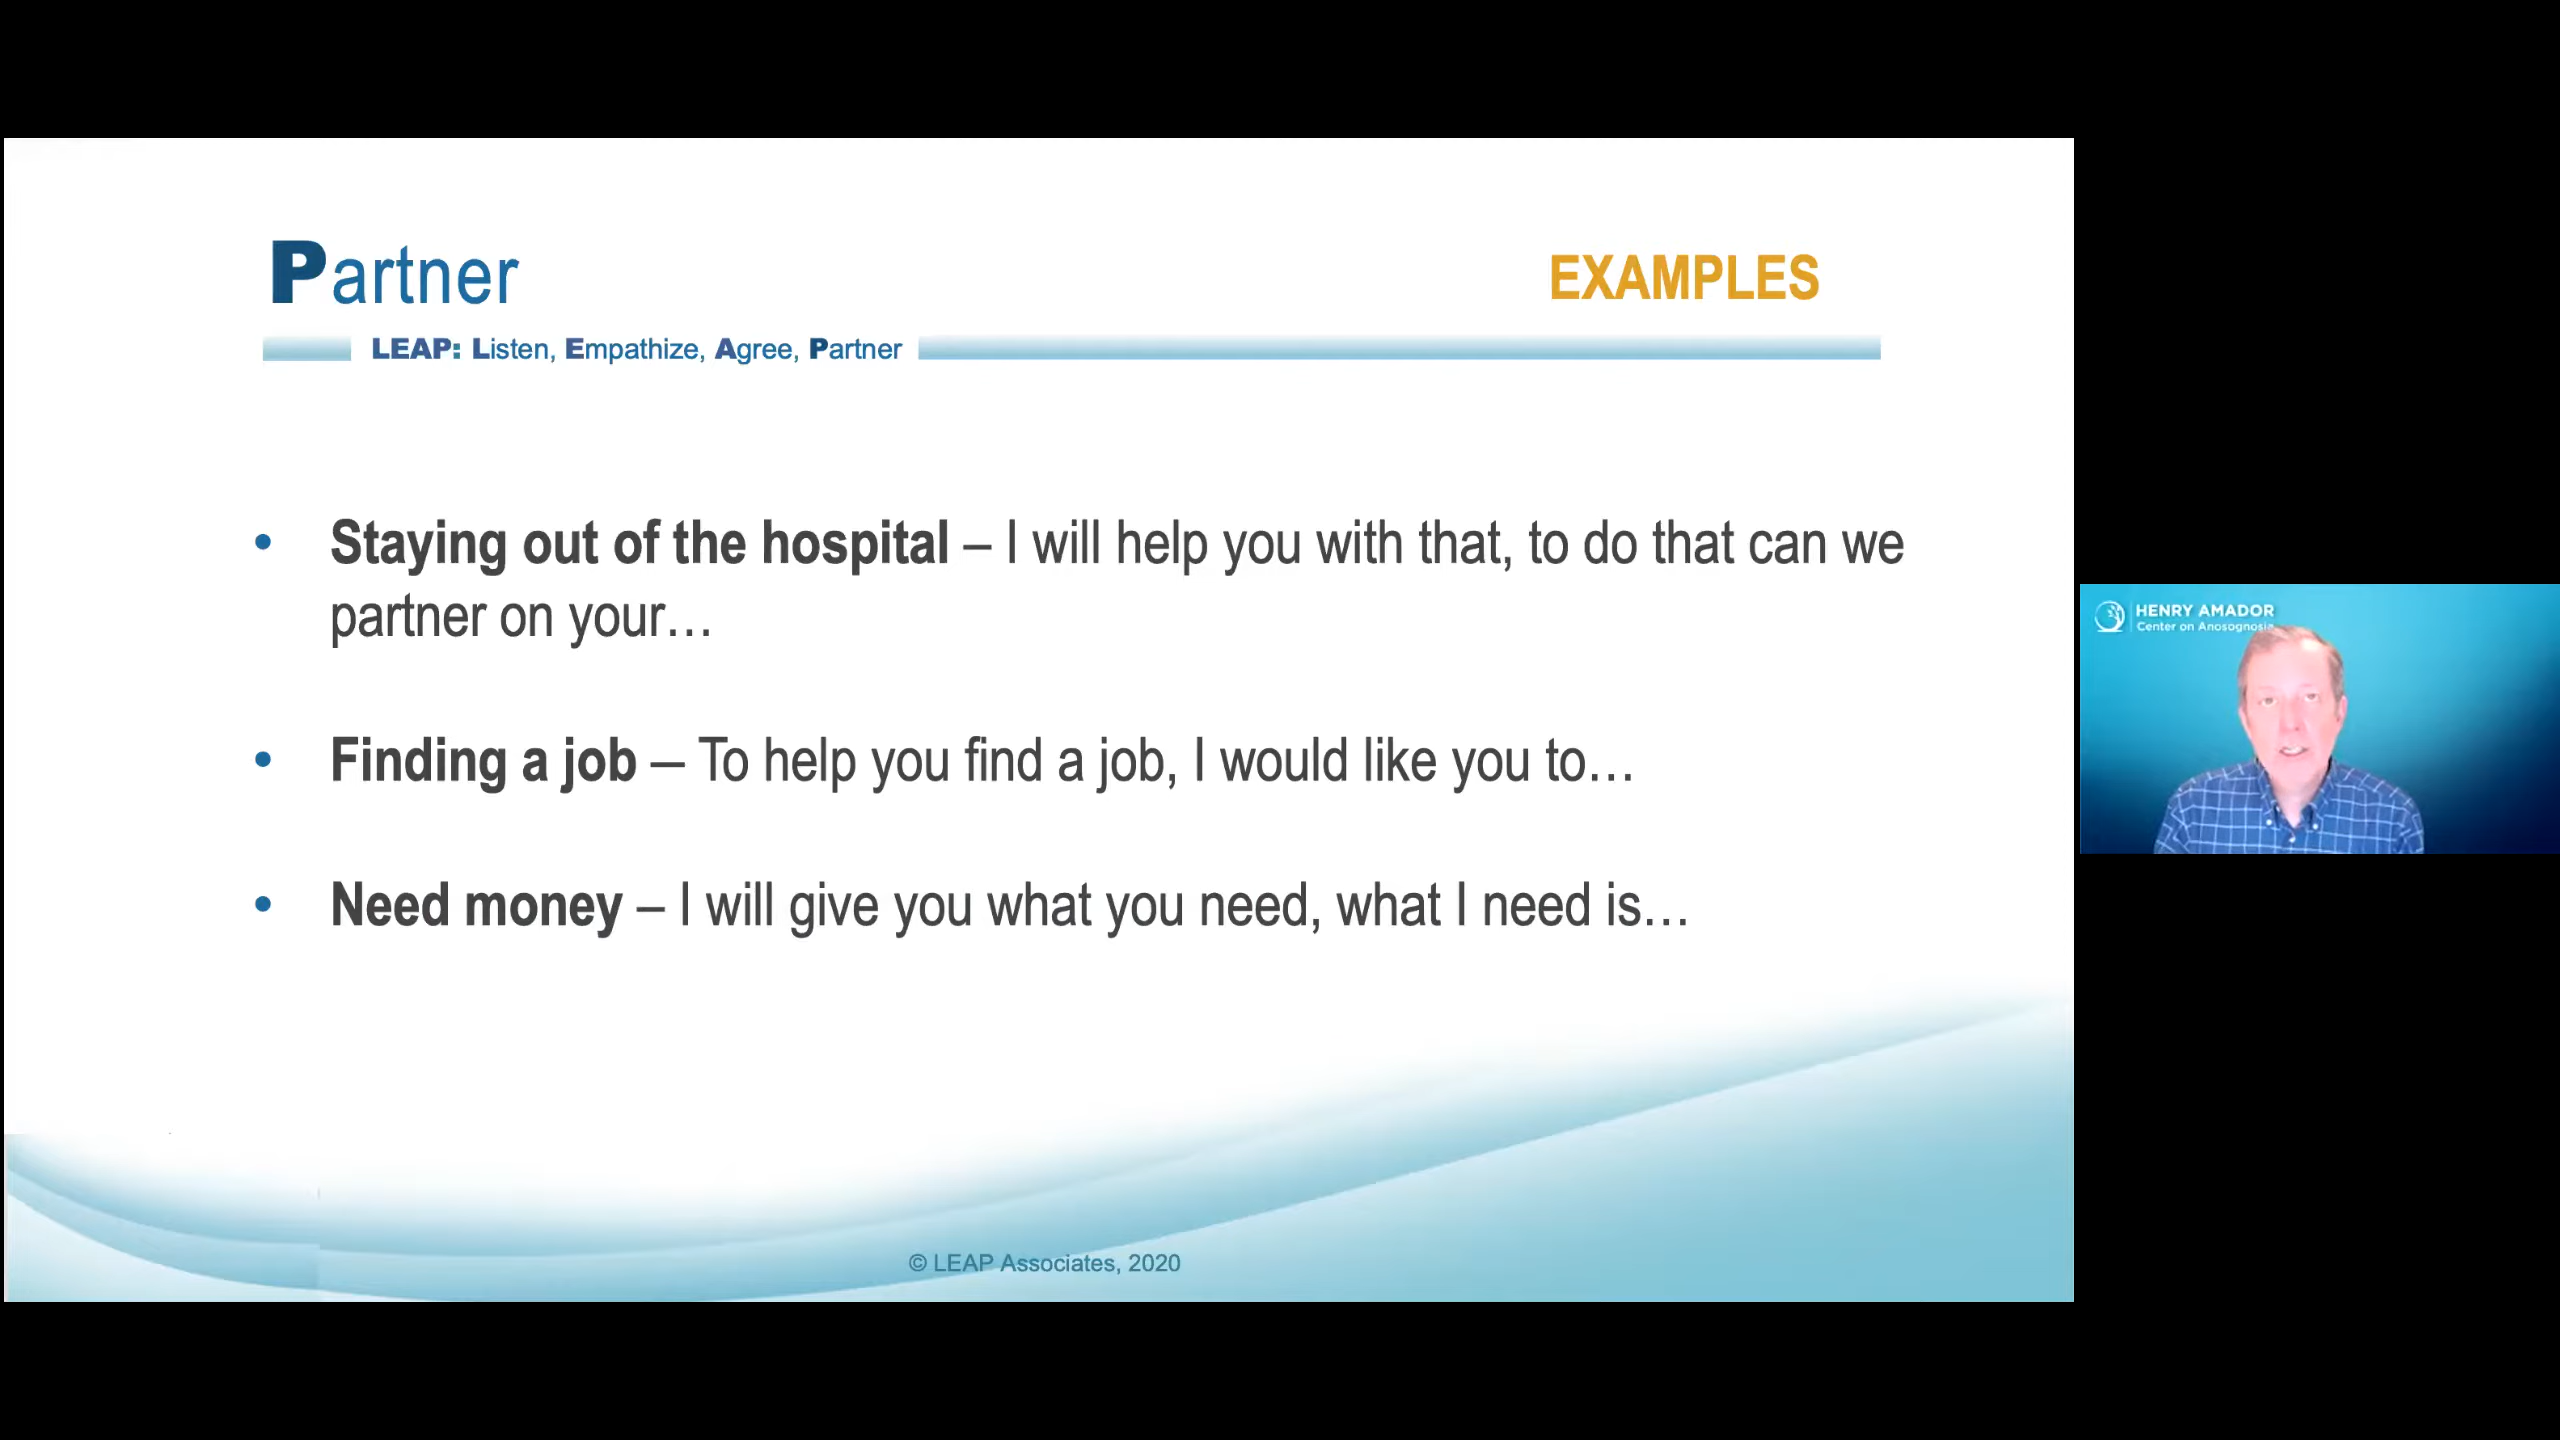 Partner
EXAMPLES
LEAP: Listen, Empathize, Agree, Partner
• Staying out of the hospital – I will help you with that, to do that can we
partner on your…
• Finding a job – To help you find a job, I would like you to…
• Need money – I will give you what you need, what I need is…
© LEAP Associates, 2020
HENRY AMADOR
Center on Anosognosia